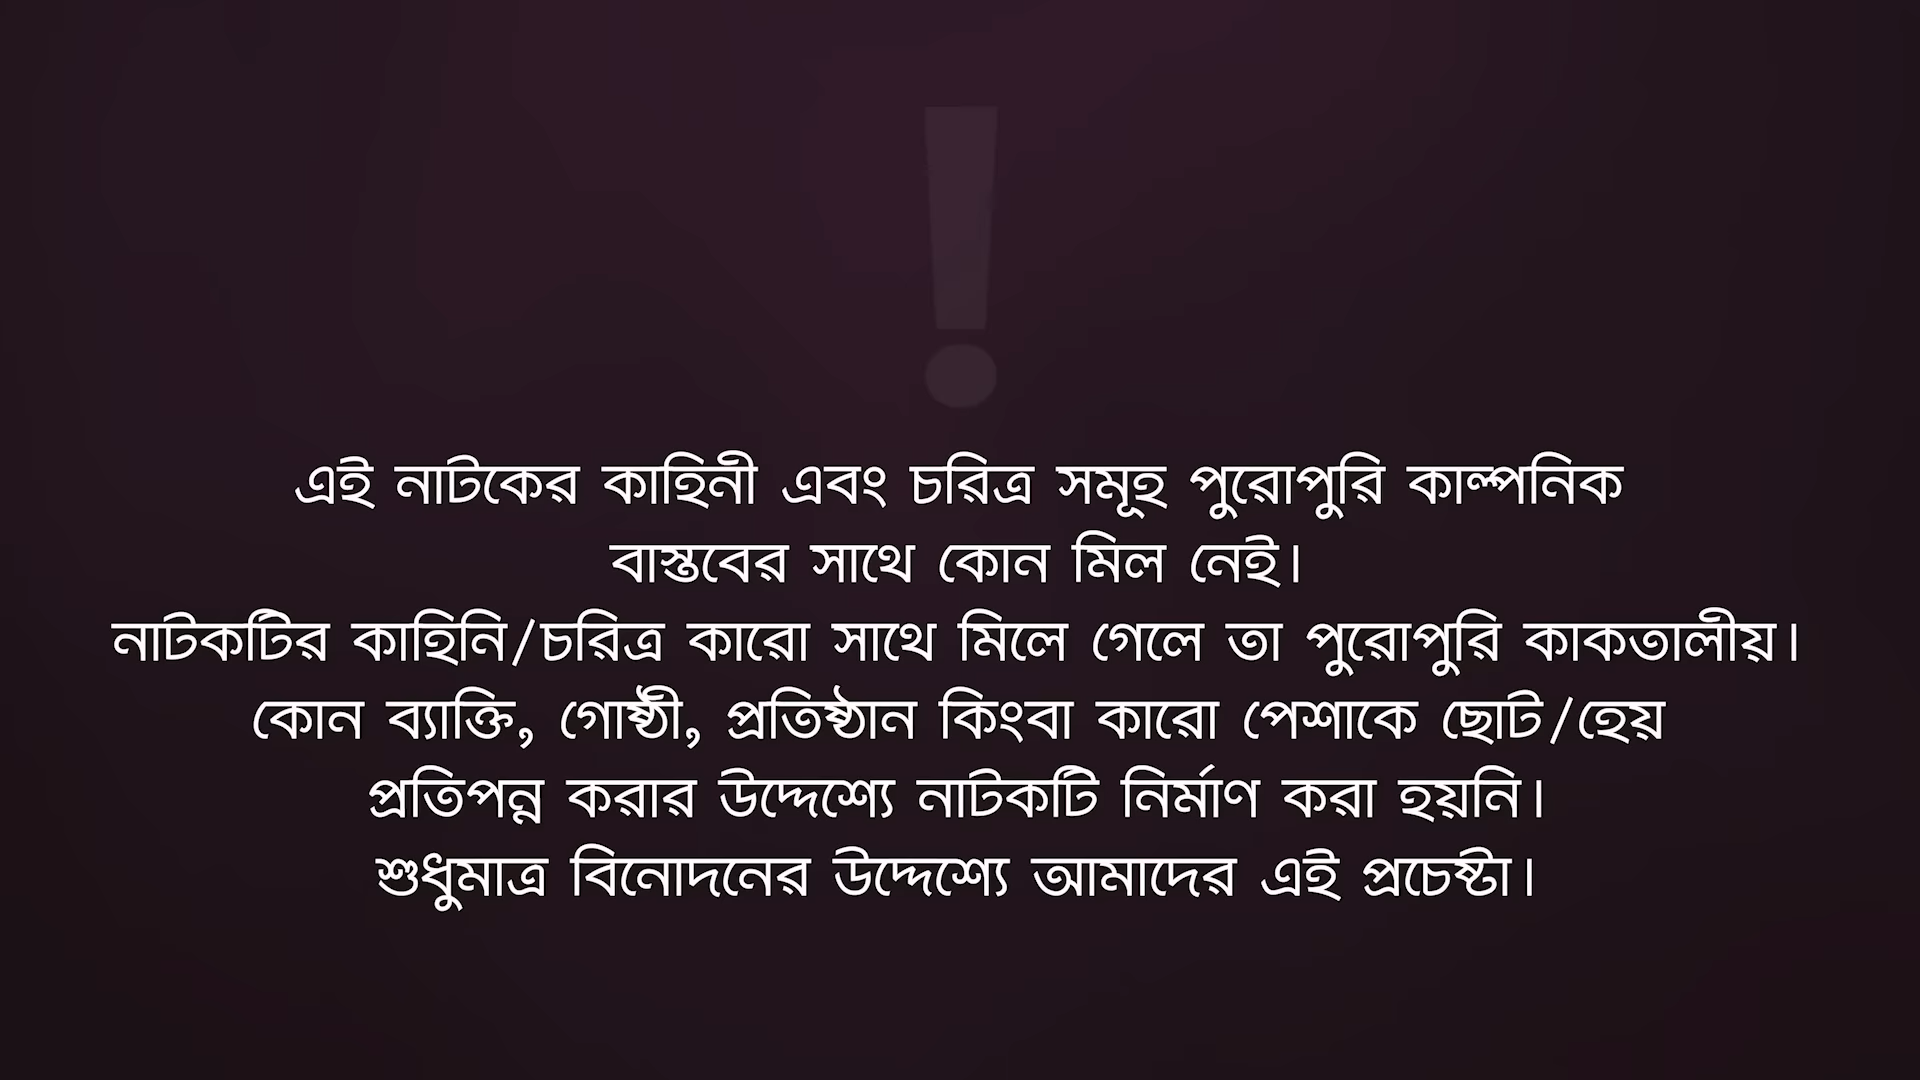 এই নাটকের কাহিনী এবং চরিত্র সমূহ পুরোপুরি কাল্পনিক
বাস্তবের সাথে কোন মিল নেই।
নাটকটির কাহিনি/চরিত্র কারো সাথে মিলে গেলে তা পুরোপুরি কাকতালীয়।
কোন ব্যাক্তি, গোষ্ঠী, প্রতিষ্ঠান কিংবা কারো পেশাকে ছোট/হেয়
প্রতিপন্ন করার উদ্দেশ্যে নাটকটি নির্মাণ করা হয়নি।
শুধুমাত্র বিনোদনের উদ্দেশ্যে আমাদের এই প্রচেষ্টা।